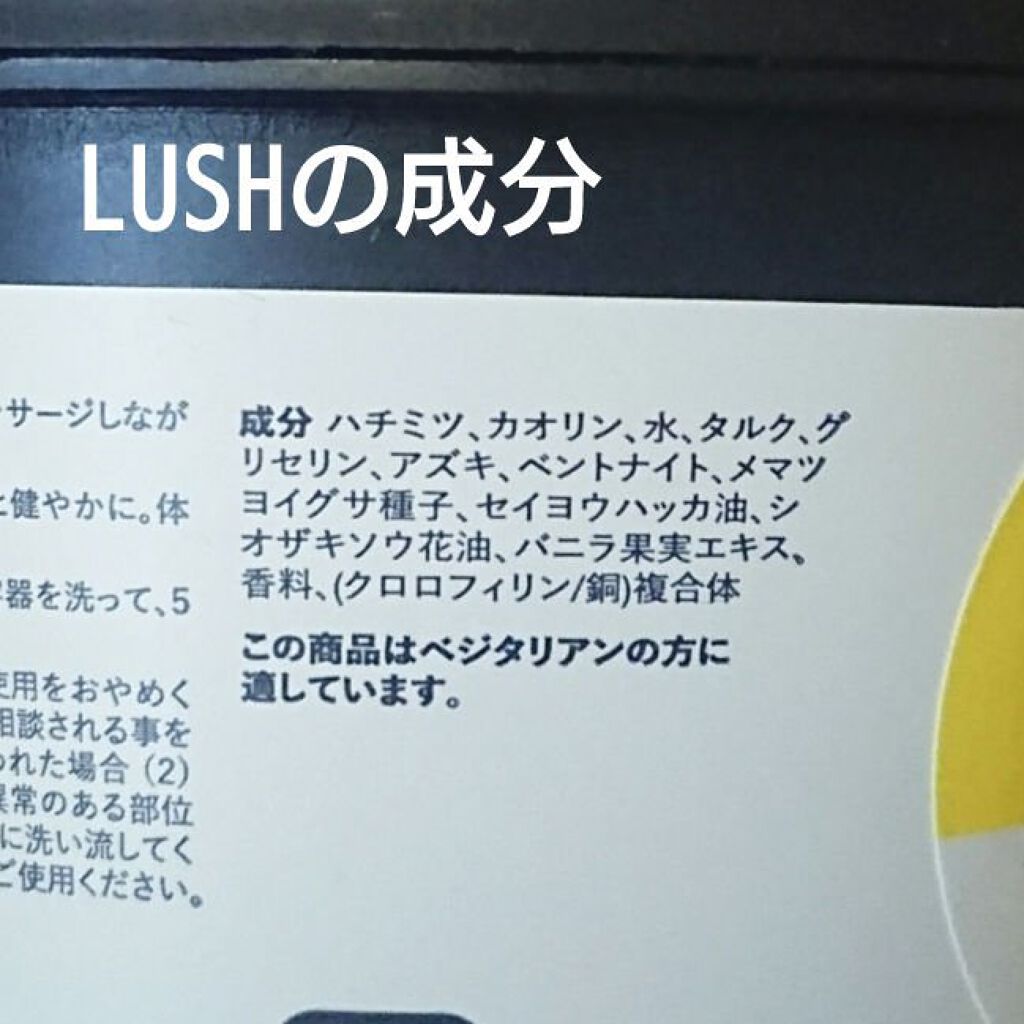 LUSHの成分
サージしなが
健やかに。体
器を洗って、5
使用をおやめく
相談される事を
われた場合（2）
異常のある部位
に洗い流してく
ご使用ください。
成分 ハチミツ、カオリン、水、タルク、グ
リセリン、アズキ、ベントナイト、メマツ
ヨイグサ種子、セイヨウハッカ油、シ
オザキソウ花油、バニラ果実エキス、
香料、(クロロフィリン/銅)複合体
この商品はベジタリアンの方に
適しています。